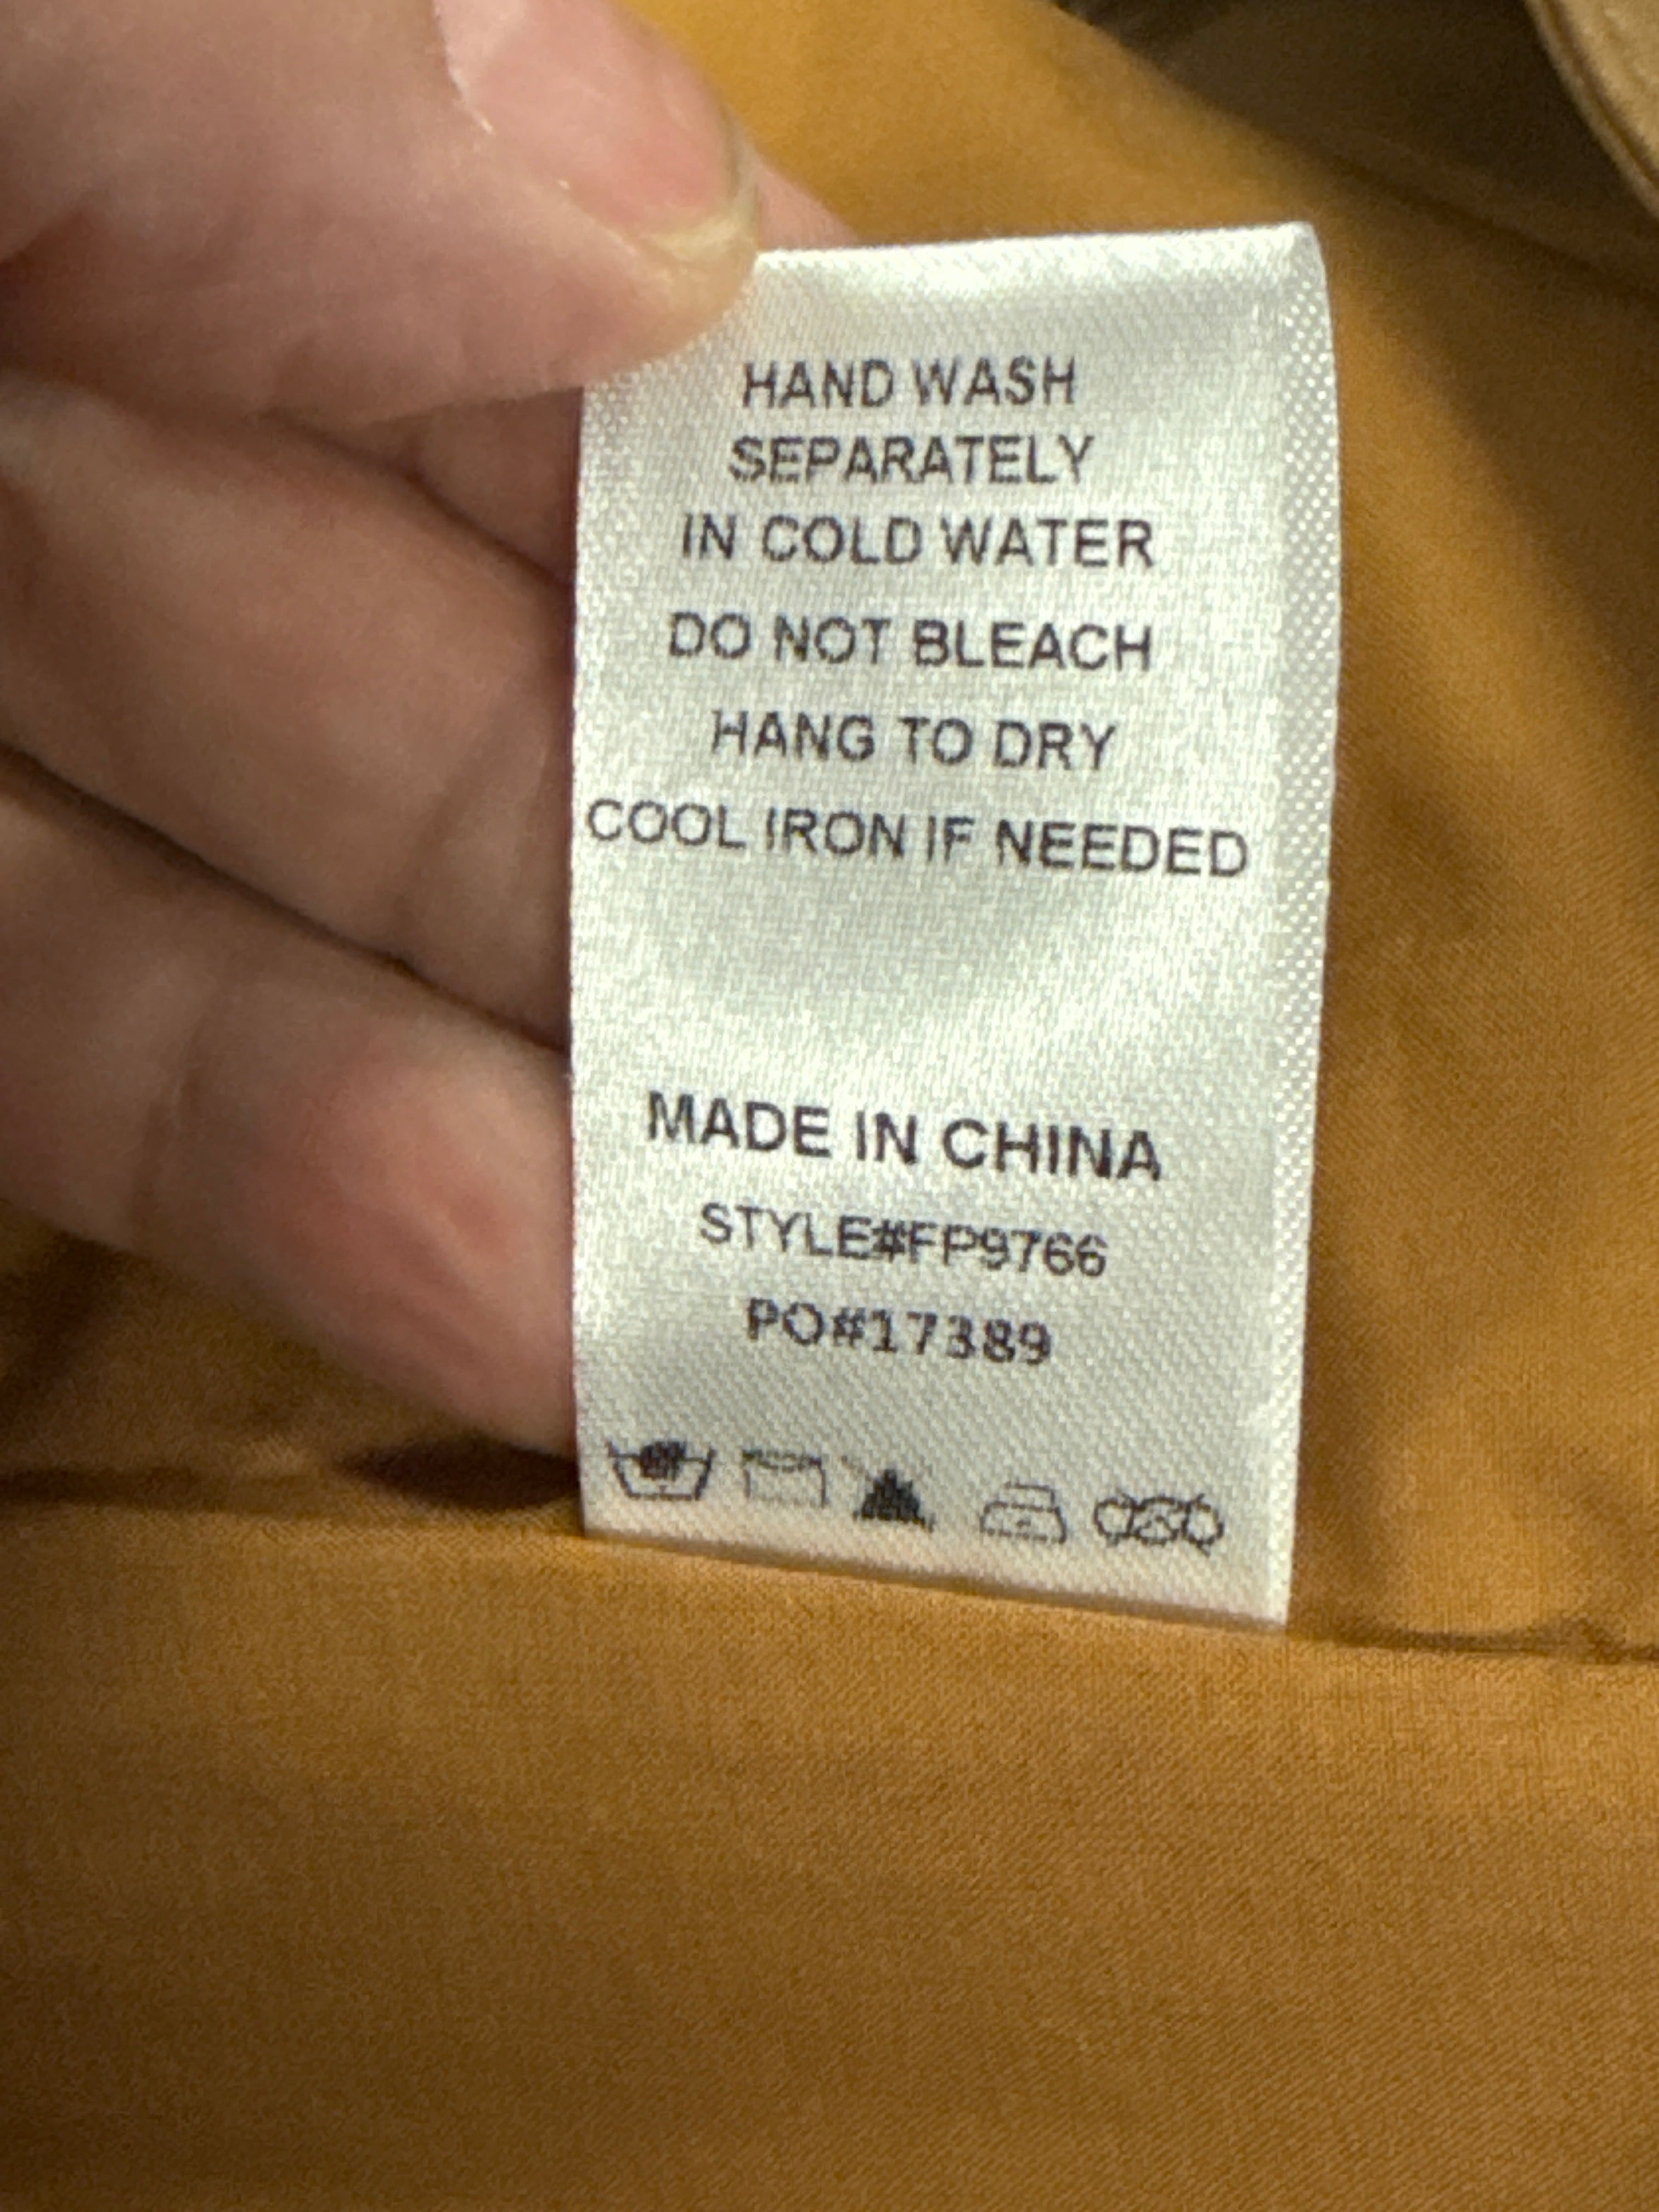 HAND WASH
SEPARATELY
IN COLD WATER
DO NOT BLEACH
HANG TO DRY
COOL IRON IF NEEDED
MADE IN CHINA
STYLE#FP9766
PO#17389